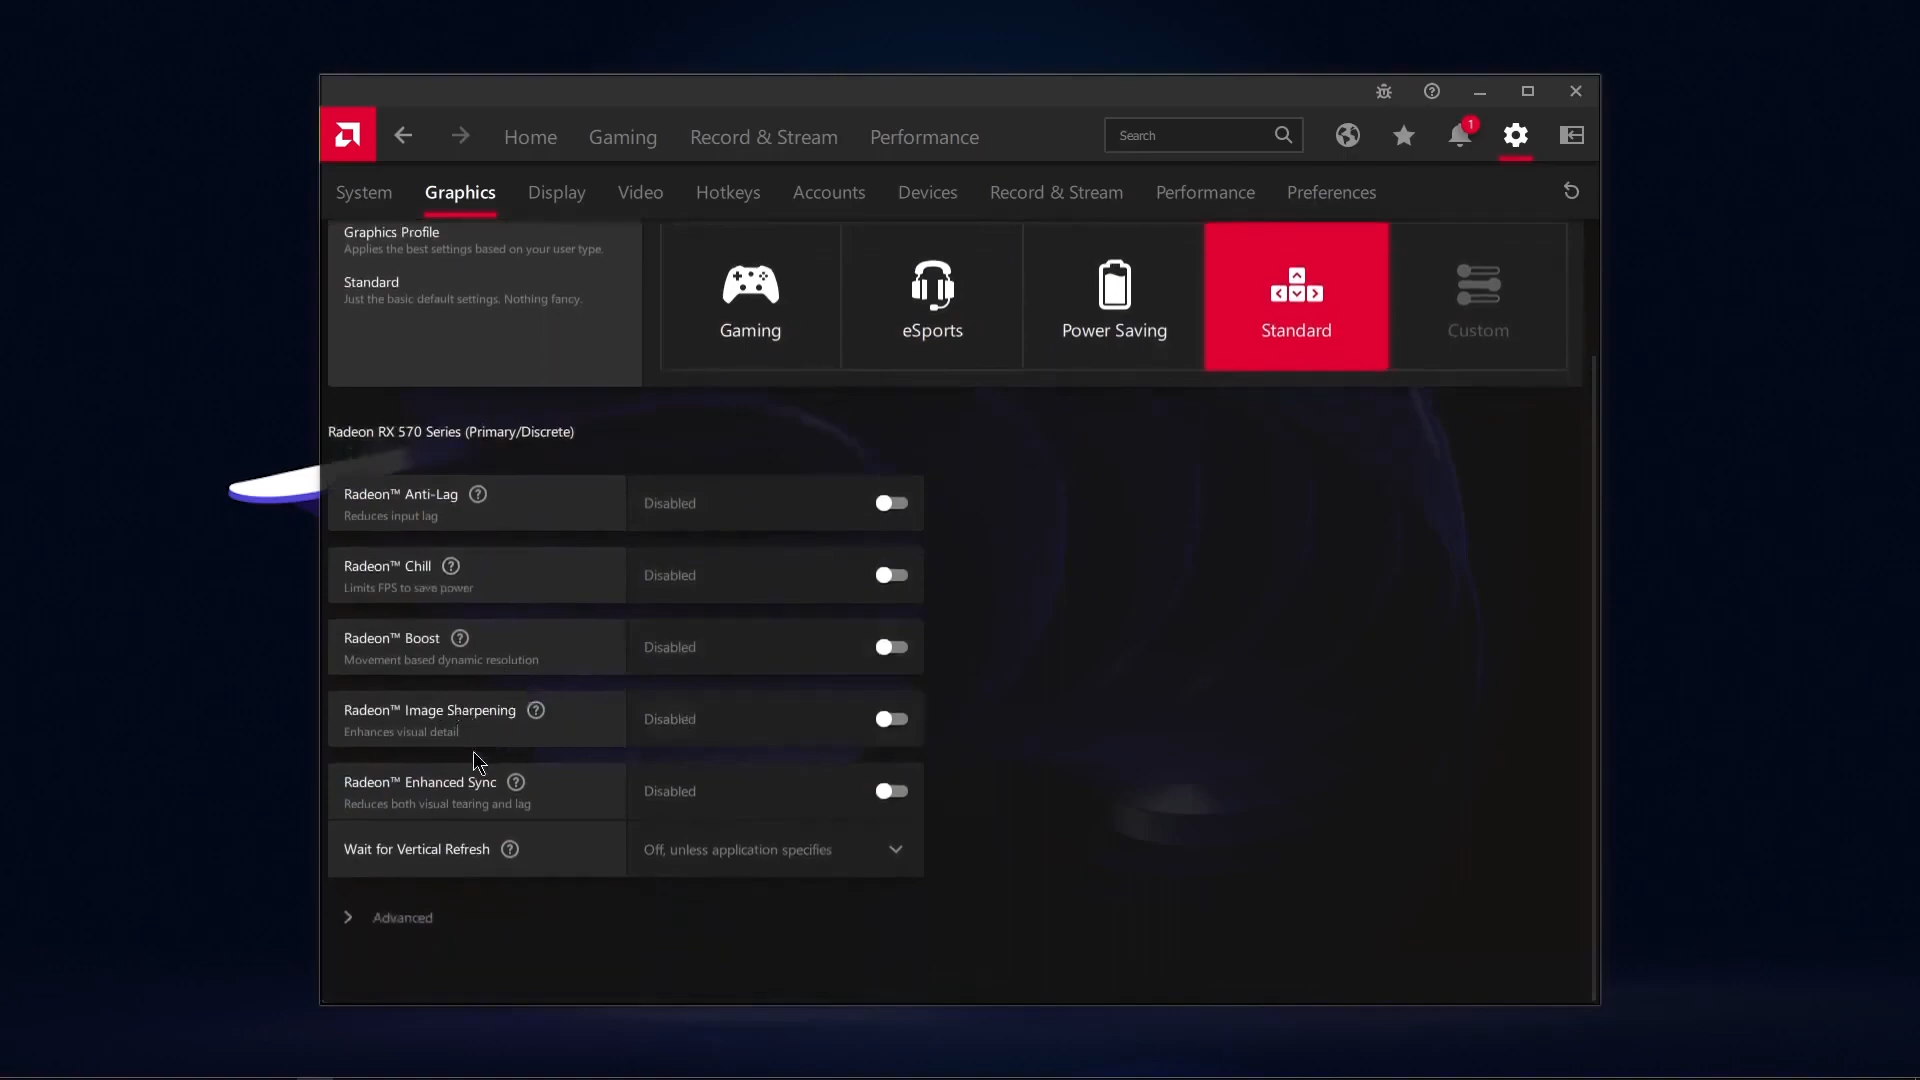 Home Gaming Record & Stream Performance Search 1
System Graphics Display Video Hotkeys Accounts Devices Record & Stream Performance Preferences
Graphics Profile
Applies the best settings based on your user type.
Standard
Just the basic default settings. Nothing fancy.
Gaming eSports Power Saving Standard Custom
Radeon RX 570 Series (Primary/Discrete)
Radeon™ Anti-Lag ? Disabled
Reduces input lag
Radeon™ Chill ? Disabled
Limits FPS to save power
Radeon™ Boost ? Disabled
Movement based dynamic resolution
Radeon™ Image Sharpening ? Disabled
Enhances visual detail
Radeon™ Enhanced Sync ? Disabled
Reduces both visual tearing and lag
Wait for Vertical Refresh ? Off, unless application specifies
Advanced